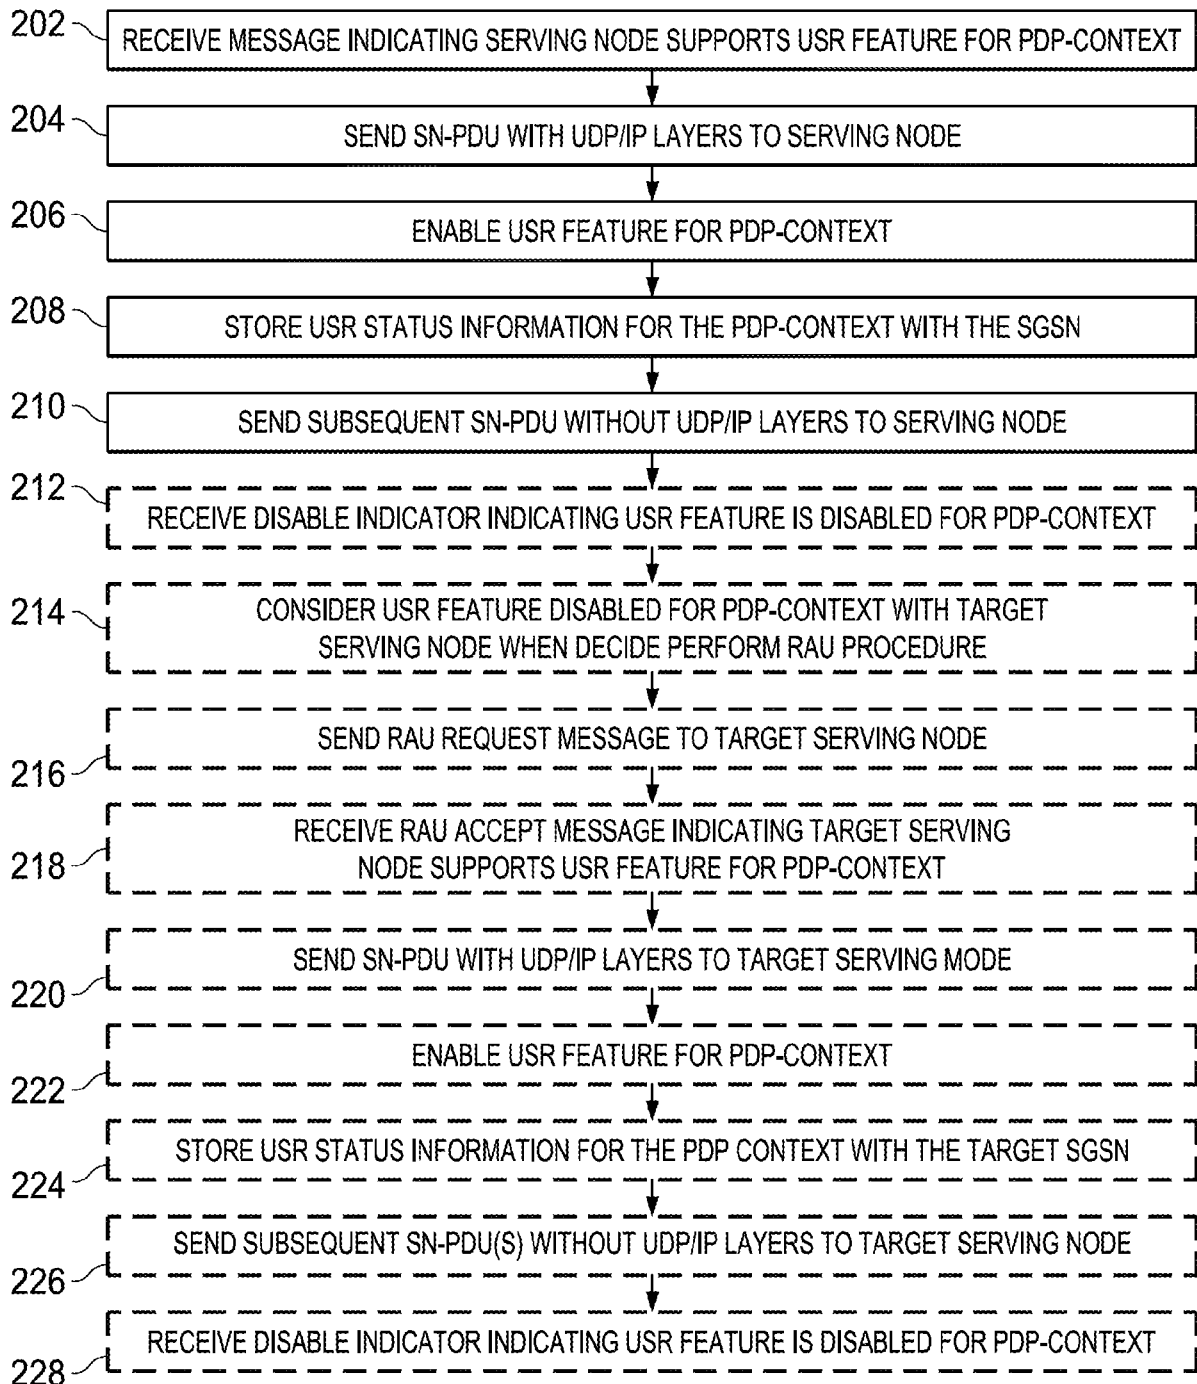 202
RECEIVE MESSAGE INDICATING SERVING NODE SUPPORTS USR FEATURE FOR PDP-CONTEXT
204
SEND SN-PDU WITH UDP/IP LAYERS TO SERVING NODE
206
ENABLE USR FEATURE FOR PDP-CONTEXT
208
STORE USR STATUS INFORMATION FOR THE PDP-CONTEXT WITH THE SGSN
210
SEND SUBSEQUENT SN-PDU WITHOUT UDP/IP LAYERS TO SERVING NODE
212
RECEIVE DISABLE INDICATOR INDICATING USR FEATURE IS DISABLED FOR PDP-CONTEXT
214
CONSIDER USR FEATURE DISABLED FOR PDP-CONTEXT WITH TARGET
SERVING NODE WHEN DECIDE PERFORM RAU PROCEDURE
216
SEND RAU REQUEST MESSAGE TO TARGET SERVING NODE
218
RECEIVE RAU ACCEPT MESSAGE INDICATING TARGET SERVING
NODE SUPPORTS USR FEATURE FOR PDP-CONTEXT
220
SEND SN-PDU WITH UDP/IP LAYERS TO TARGET SERVING MODE
222
ENABLE USR FEATURE FOR PDP-CONTEXT
224
STORE USR STATUS INFORMATION FOR THE PDP CONTEXT WITH THE TARGET SGSN
226
SEND SUBSEQUENT SN-PDU(S) WITHOUT UDP/IP LAYERS TO TARGET SERVING NODE
228
RECEIVE DISABLE INDICATOR INDICATING USR FEATURE IS DISABLED FOR PDP-CONTEXT